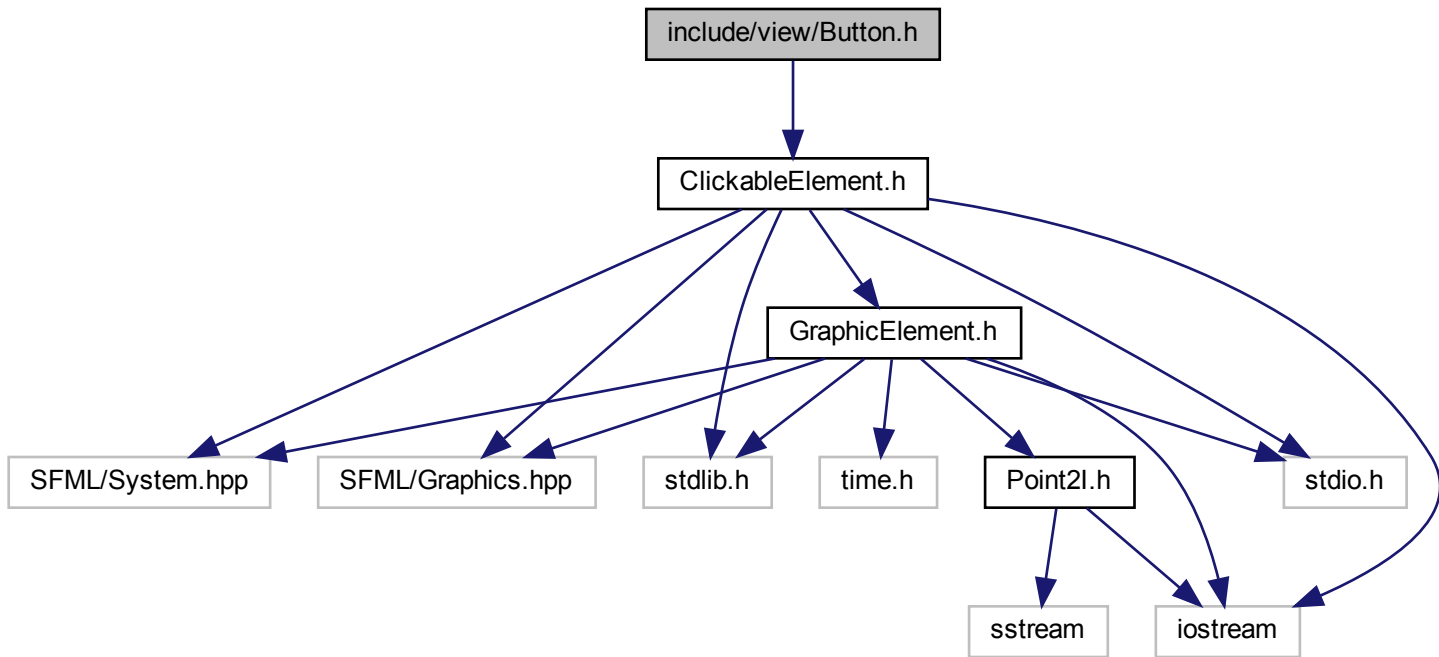 include/view/Button.h
ClickableElement.h
GraphicElement.h
SFML/System.hpp
SFML/Graphics.hpp
stdlib.h
time.h
Point2I.h
stdio.h
sstream
iostream